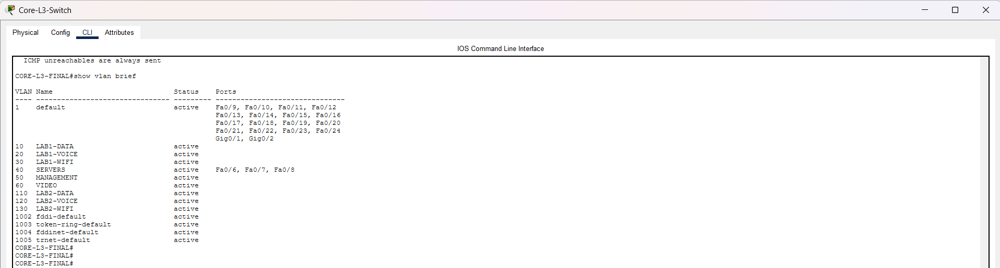 Core-L3-Switch
Physical Config CLI Attributes
IOS Command Line Interface
ICMP unreachables are always sent
CORE-L3-FINAL#show vlan brief
VLAN Name                             Status    Ports
---- -------------------------------- --------- -------------------------------
1    default                          active    Fa0/9, Fa0/10, Fa0/11, Fa0/12
                                                Fa0/13, Fa0/14, Fa0/15, Fa0/16
                                                Fa0/17, Fa0/18, Fa0/19, Fa0/20
                                                Fa0/21, Fa0/22, Fa0/23, Fa0/24
                                                Gig0/1, Gig0/2
10   LAB1-DATA                        active
20   LAB1-VOICE                       active
30   LAB1-WIFI                        active
40   SERVERS                          active    Fa0/6, Fa0/7, Fa0/8
50   MANAGEMENT                       active
60   VIDEO                            active
110  LAB2-DATA                        active
120  LAB2-VOICE                       active
130  LAB2-WIFI                        active
1002 fddi-default                     active
1003 token-ring-default               active
1004 fddinet-default                  active
1005 trnet-default                    active
CORE-L3-FINAL#
CORE-L3-FINAL#
CORE-L3-FINAL#